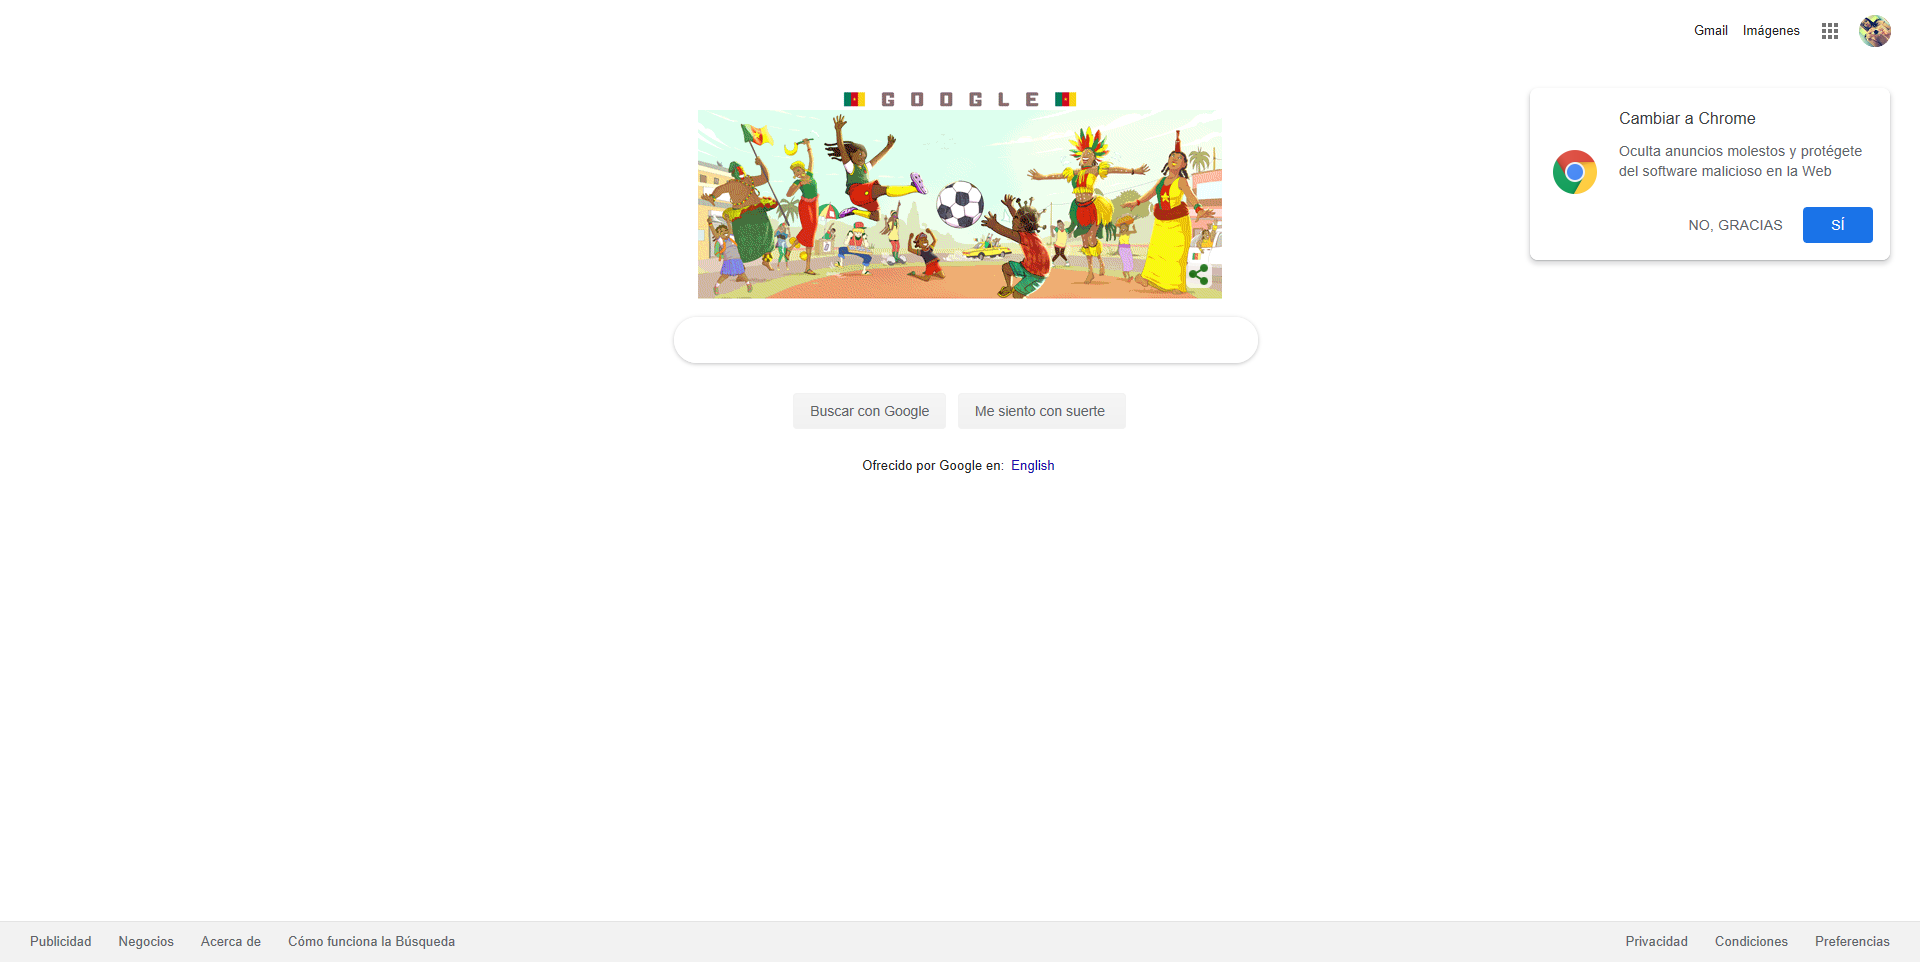 Gmail Imágenes
GOOGLE
Cambiar a Chrome
Oculta anuncios molestos y protégete
del software malicioso en la Web
NO, GRACIAS SÍ
Buscar con Google Me siento con suerte
Ofrecido por Google en: English
Publicidad Negocios Acerca de Cómo funciona la Búsqueda Privacidad Condiciones Preferencias